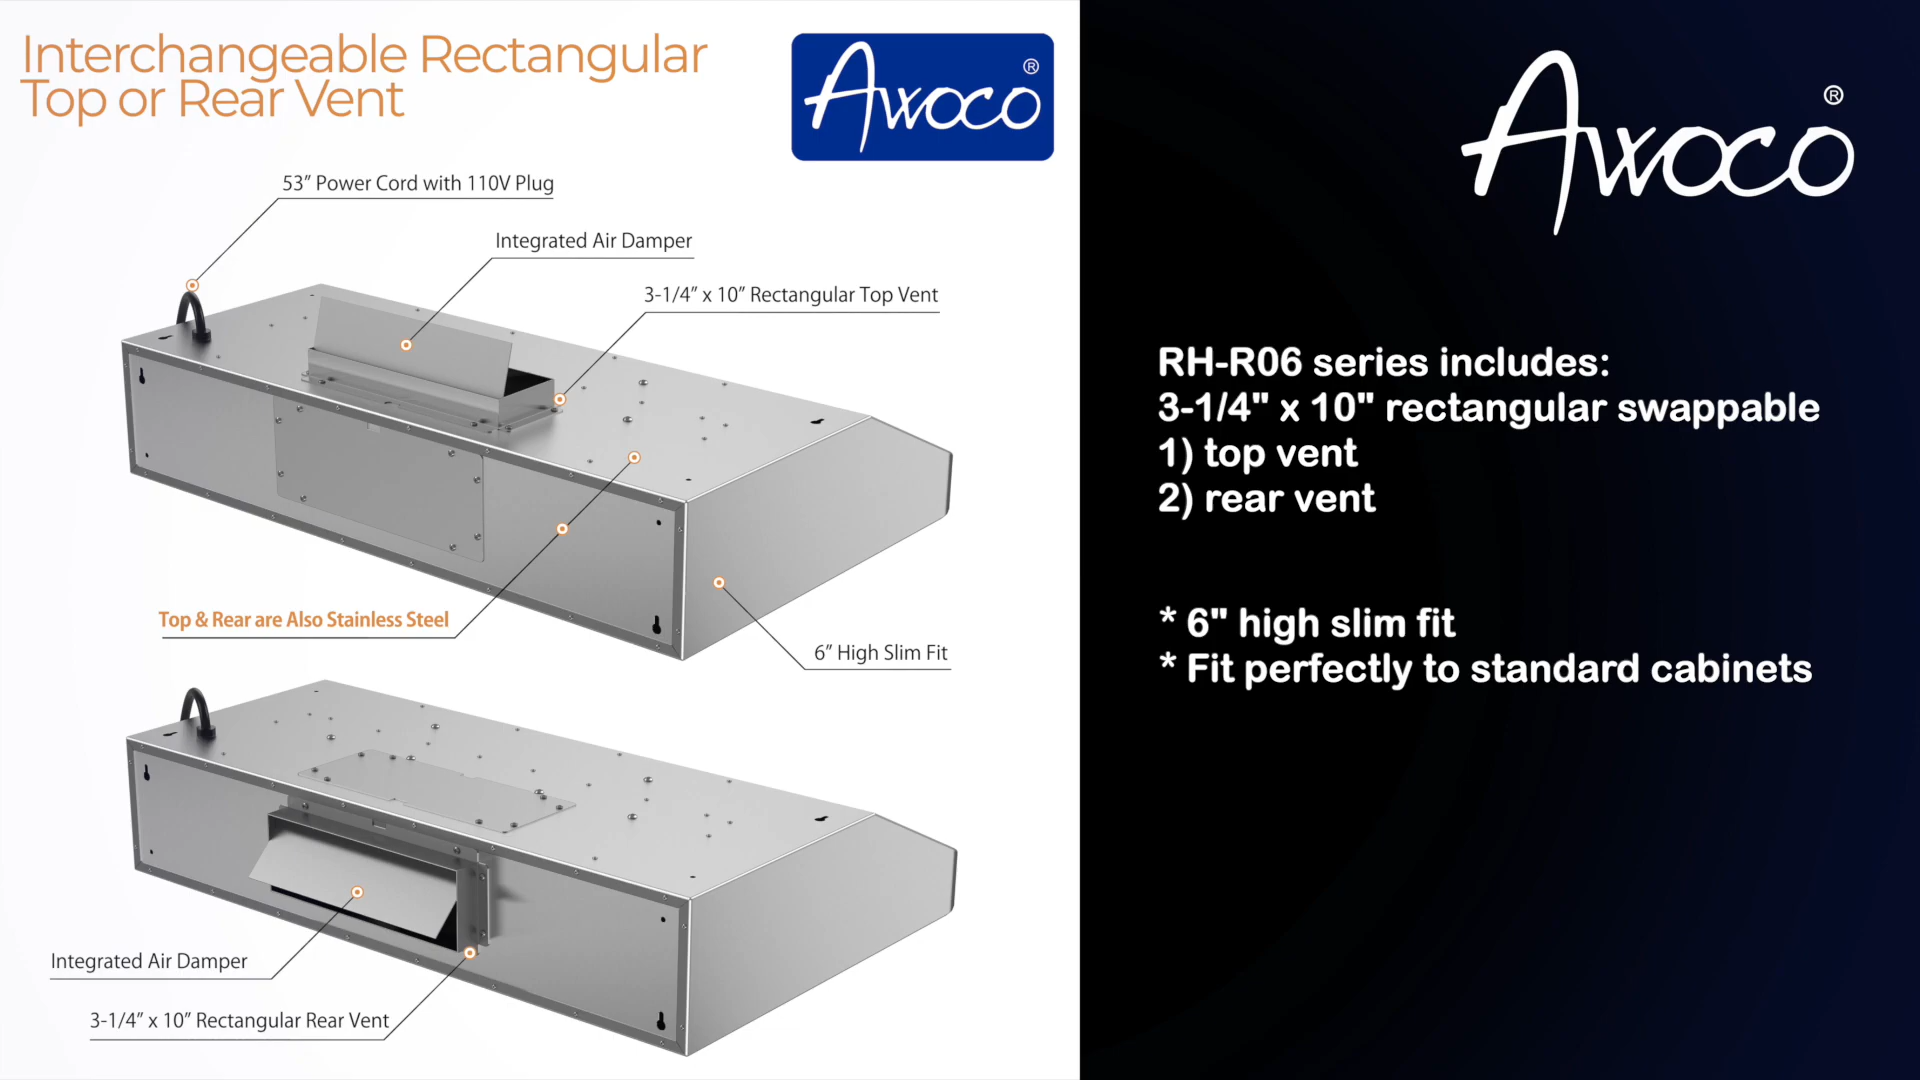 Interchangeable Rectangular
Top or Rear Vent
Awoco®
53” Power Cord with 110V Plug
Integrated Air Damper
3-1/4” x 10” Rectangular Top Vent
Top & Rear are Also Stainless Steel
6” High Slim Fit
Integrated Air Damper
3-1/4” x 10” Rectangular Rear Vent
Awoco®
RH-R06 series includes:
3-1/4" x 10" rectangular swappable
1) top vent
2) rear vent
* 6" high slim fit
* Fit perfectly to standard cabinets